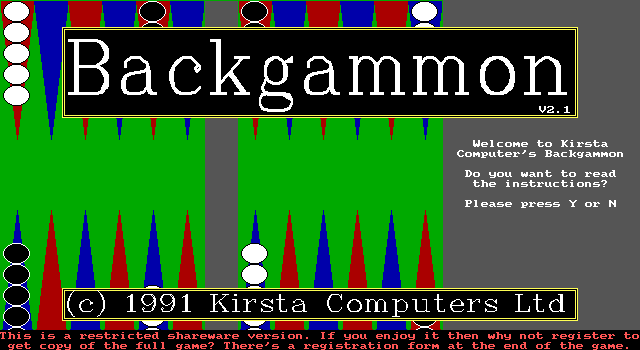 Backgammon
V2.1
Welcome to Kirsta
Computer's Backgammon
Do you want to read
the instructions?
Please press Y or N
(c) 1991 Kirsta Computers Ltd
This is a restricted shareware version. If you enjoy it then why not register to
get copy of the full game? There's a registration form at the end of the game.